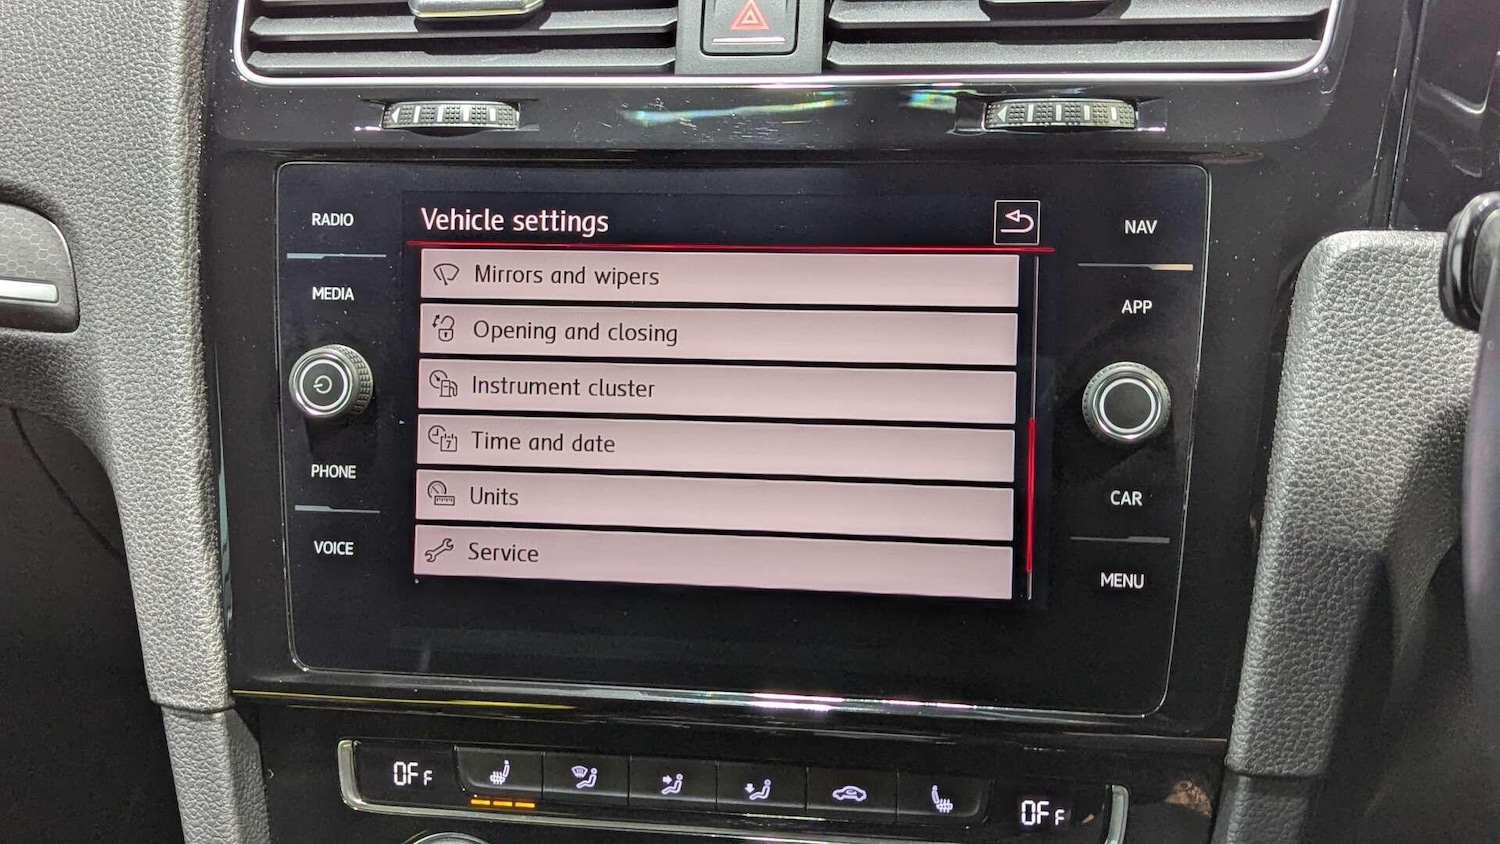 Vehicle settings
RADIO
MEDIA
PHONE
VOICE
Mirrors and wipers
Opening and closing
Instrument cluster
7
Time and date
Units
Service
NAV
APP
CAR
MENU
OFF
OFF